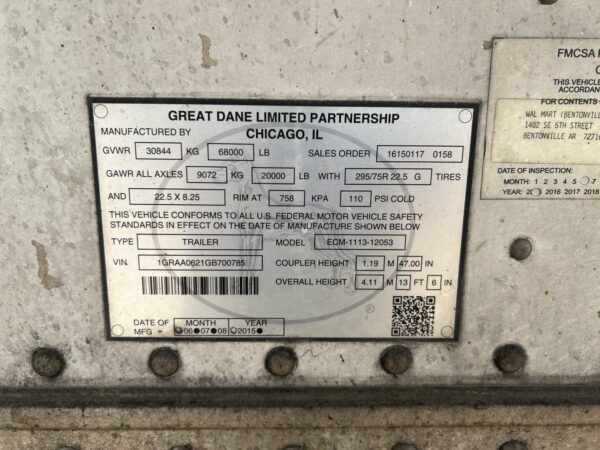 GREAT DANE LIMITED PARTNERSHIP
MANUFACTURED BY CHICAGO, IL
GVWR 30844 KG 68000 LB SALES ORDER 16150117 0158
GAWR ALL AXLES 9072 KG 20000 LB WITH 295/75R 22.5 G TIRES
AND 22.5 X 8.25 RIM AT 758 KPA 110 PSI COLD
THIS VEHICLE CONFORMS TO ALL U.S. FEDERAL MOTOR VEHICLE SAFETY
STANDARDS IN EFFECT ON THE DATE OF MANUFACTURE SHOWN BELOW
TYPE TRAILER MODEL ECM-1113-12053
VIN. 1GRAA0621GB700785 COUPLER HEIGHT 1.19 M 47.00 IN
OVERALL HEIGHT 4.11 M 13 FT 6 IN
DATE OF MONTH YEAR
MFG 06 07 08 2015
®
FMCSA
THIS VEHICLE
ACCORDAN
FOR CONTENTS
WAL MART (BENTONVILL
1402 SE 5TH STREET
BENTONVILLE AR 72716
DATE OF INSPECTION:
MONTH: 1 2 3 4 5 7
YEAR: 2016 2017 2018